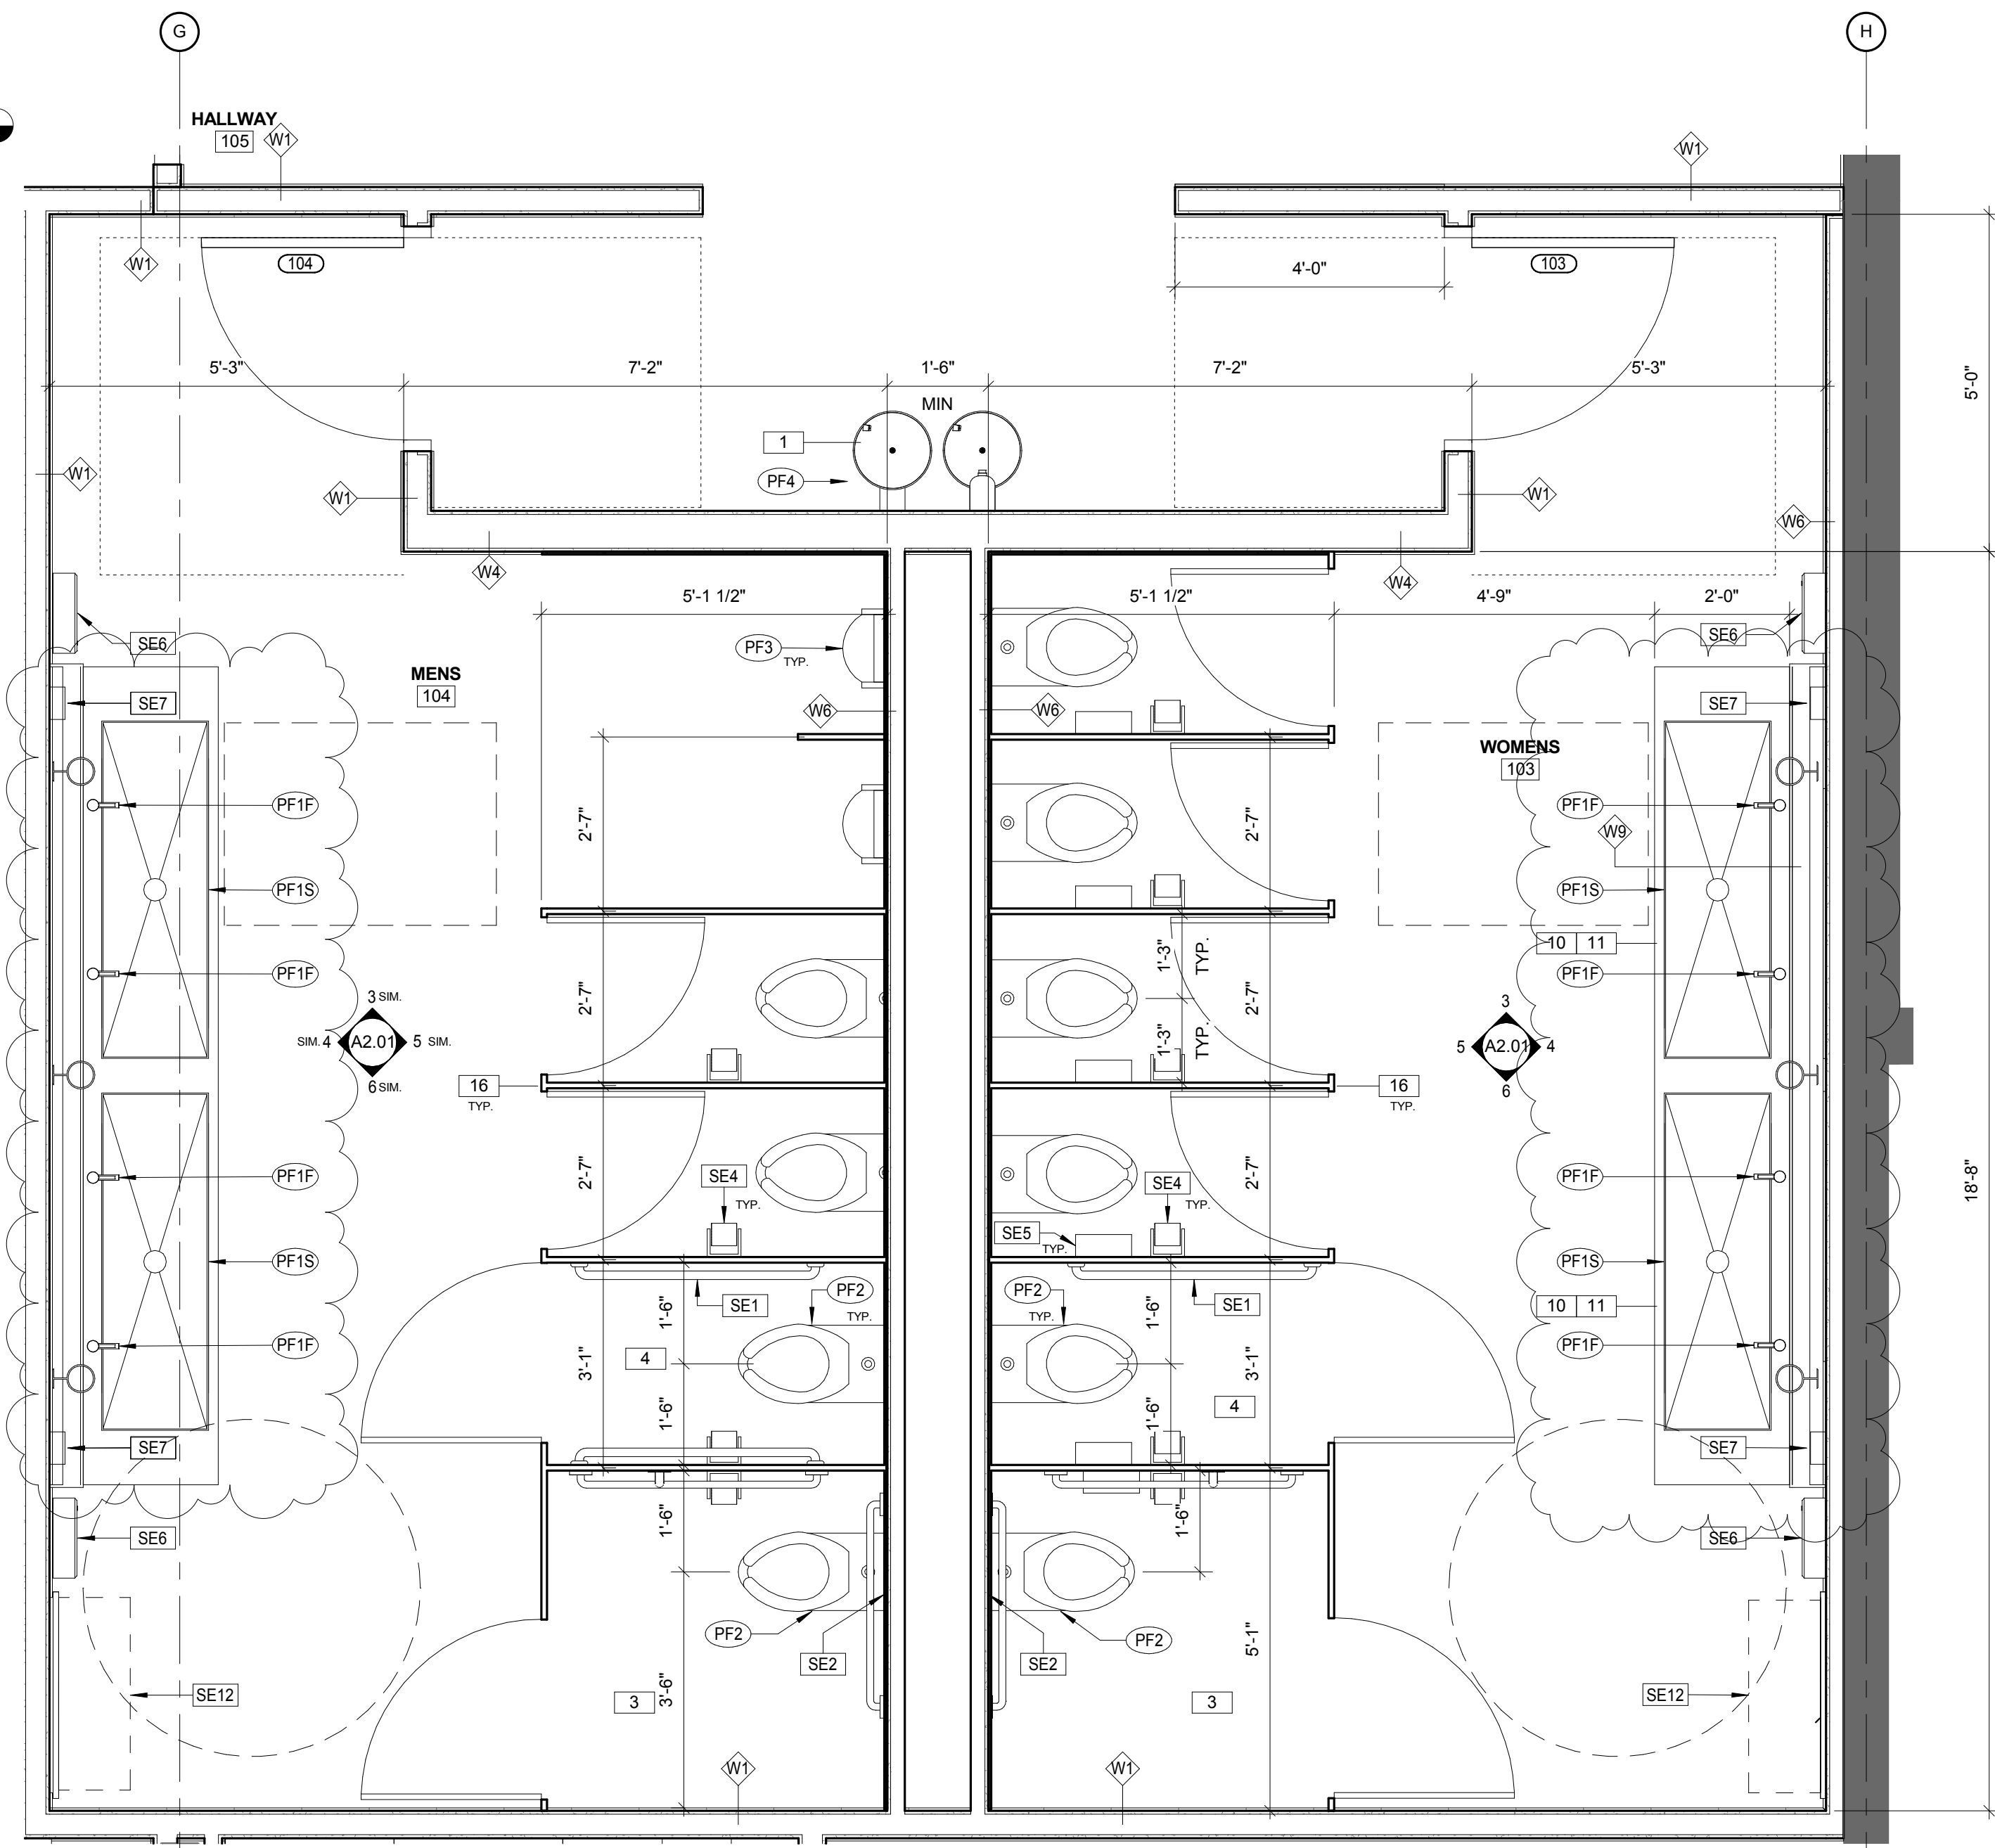 G
H
HALLWAY
105
W1
W1
W1
104
103
4'-0"
5'-3"
7'-2"
1'-6"
7'-2"
5'-3"
5'-0"
MIN
1
PF4
W1
W1
W1
W6
W4
W4
5'-1 1/2"
5'-1 1/2"
4'-9"
2'-0"
SE6
PF3
TYP.
SE6
MENS
104
SE7
W6
W6
SE7
WOMENS
103
PF1F
2'-7"
2'-7"
PF1F
W9
PF1S
PF1S
10 11
PF1F
2'-7"
1'-3"
TYP.
2'-7"
PF1F
3 SIM.
SIM. 4
A2.01
5 SIM.
6 SIM.
1'-3"
TYP.
3
5
A2.01
4
6
16
TYP.
16
TYP.
PF1F
2'-7"
SE4
TYP.
SE4
TYP.
2'-7"
PF1F
18'-8"
SE5
TYP.
PF1S
PF1S
1'-6"
SE1
PF2
TYP.
PF2
TYP.
1'-6"
SE1
10 11
PF1F
3'-1"
4
3'-1"
PF1F
1'-6"
1'-6"
4
SE7
SE7
SE6
1'-6"
1'-6"
SE6
PF2
PF2
SE2
SE2
5'-1"
SE12
3
3'-6"
3
SE12
W1
W1